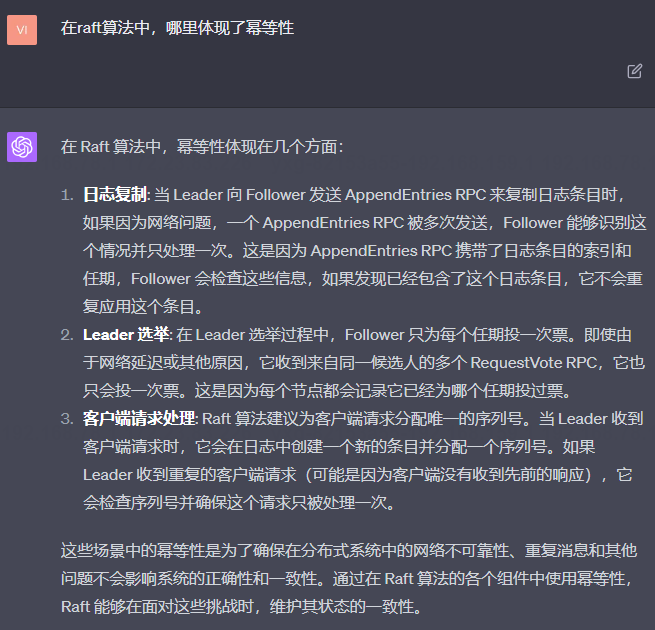 VI
在raft算法中，哪里体现了幂等性
在 Raft 算法中，幂等性体现在几个方面：
1. 日志复制: 当 Leader 向 Follower 发送 AppendEntries RPC 来复制日志条目时，
如果因为网络问题，一个 AppendEntries RPC 被多次发送，Follower 能够识别这
个情况并只处理一次。这是因为 AppendEntries RPC 携带了日志条目的索引和
任期，Follower 会检查这些信息，如果发现已经包含了这个日志条目，它不会重
复应用这个条目。
2. Leader 选举: 在 Leader 选举过程中，Follower 只为每个任期投一次票。即使由
于网络延迟或其他原因，它收到来自同一候选人的多个 RequestVote RPC，它也
只会投一次票。这是因为每个节点都会记录它已经为哪个任期投过票。
3. 客户端请求处理: Raft 算法建议为客户端请求分配唯一的序列号。当 Leader 收到
客户端请求时，它会在日志中创建一个新的条目并分配一个序列号。如果
Leader 收到重复的客户端请求（可能是因为客户端没有收到先前的响应），它
会检查序列号并确保这个请求只被处理一次。
这些场景中的幂等性是为了确保在分布式系统中的网络不可靠性、重复消息和其他
问题不会影响系统的正确性和一致性。通过在 Raft 算法的各个组件中使用幂等性，
Raft 能够在面对这些挑战时，维护其状态的一致性。